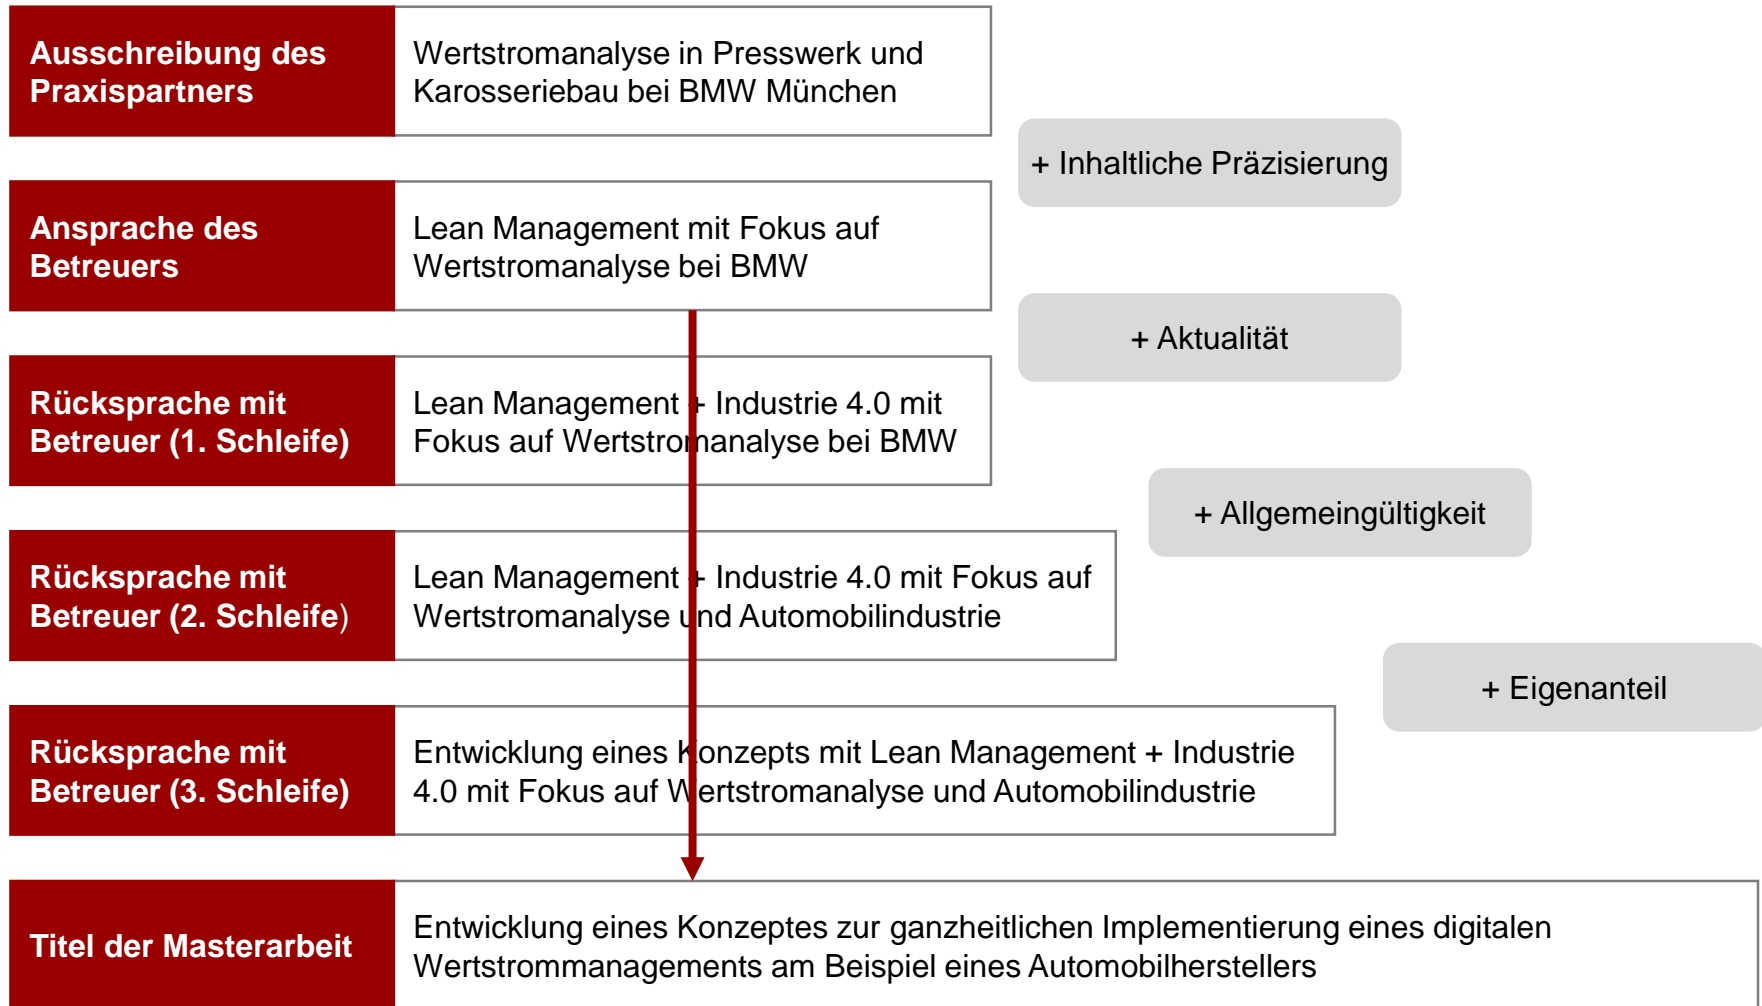 Ausschreibung des
Praxispartners
Wertstromanalyse in Presswerk und
Karosseriebau bei BMW München
+ Inhaltliche Präzisierung
Ansprache des
Betreuers
Lean Management mit Fokus auf
Wertstromanalyse bei BMW
+ Aktualität
Rücksprache mit
Betreuer (1. Schleife)
Lean Management + Industrie 4.0 mit
Fokus auf Wertstromanalyse bei BMW
+ Allgemeingültigkeit
Rücksprache mit
Betreuer (2. Schleife)
Lean Management + Industrie 4.0 mit Fokus auf
Wertstromanalyse und Automobilindustrie
+ Eigenanteil
Rücksprache mit
Betreuer (3. Schleife)
Entwicklung eines Konzepts mit Lean Management + Industrie
4.0 mit Fokus auf Wertstromanalyse und Automobilindustrie
Titel der Masterarbeit
Entwicklung eines Konzeptes zur ganzheitlichen Implementierung eines digitalen
Wertstrommanagements am Beispiel eines Automobilherstellers